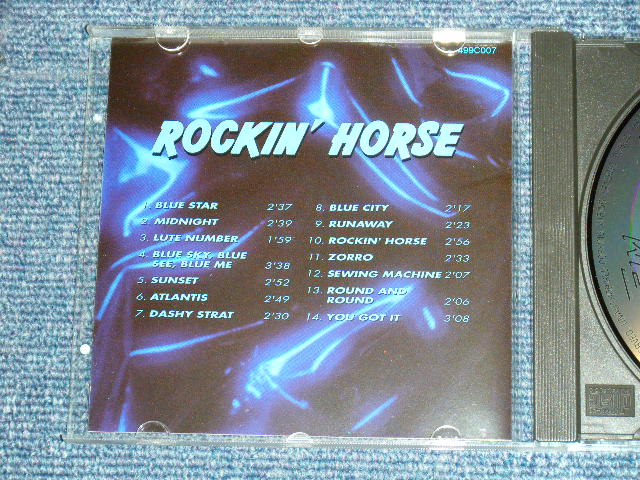 499C007
ROCKIN' HORSE
1. BLUE STAR 2'37
2. MIDNIGHT 2'39
3. LUTE NUMBER 1'59
4. BLUE SKY, BLUE
SEE, BLUE ME 3'38
5. SUNSET 2'52
6. ATLANTIS 2'49
7. DASHY STRAT 2'30
8. BLUE CITY 2'17
9. RUNAWAY 2'23
10. ROCKIN' HORSE 2'56
11. ZORRO 2'33
12. SEWING MACHINE 2'07
13. ROUND AND
ROUND 2'06
14. YOU GOT IT 3'08